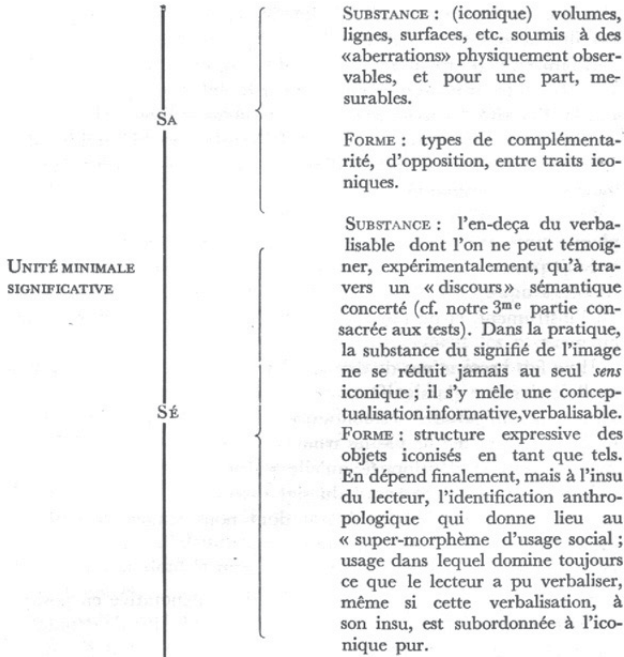 SUBSTANCE : (iconique) volumes,
lignes, surfaces, etc. soumis à des
«aberrations» physiquement obser-
vables, et pour une part, me-
surables.
SA
FORME : types de complémenta-
rité, d'opposition, entre traits ico-
niques.
UNITÉ MINIMALE
SIGNIFICATIVE
SUBSTANCE : l'en-deça du verba-
lisable dont l'on ne peut témoig-
ner, expérimentalement, qu'à tra-
vers un « discours » sémantique
concerté (cf. notre 3me partie con-
sacrée aux tests). Dans la pratique,
la substance du signifié de l'image
ne se réduit jamais au seul sens
iconique ; il s'y mêle une concep-
tualisation informative, verbalisable.
SÉ
FORME : structure expressive des
objets iconisés en tant que tels.
En dépend finalement, mais à l'insu
du lecteur, l'identification anthro-
pologique qui donne lieu au
« super-morphème d'usage social ;
usage dans lequel domine toujours
ce que le lecteur a pu verbaliser,
même si cette verbalisation, à
son insu, est subordonnée à l'ico-
nique pur.